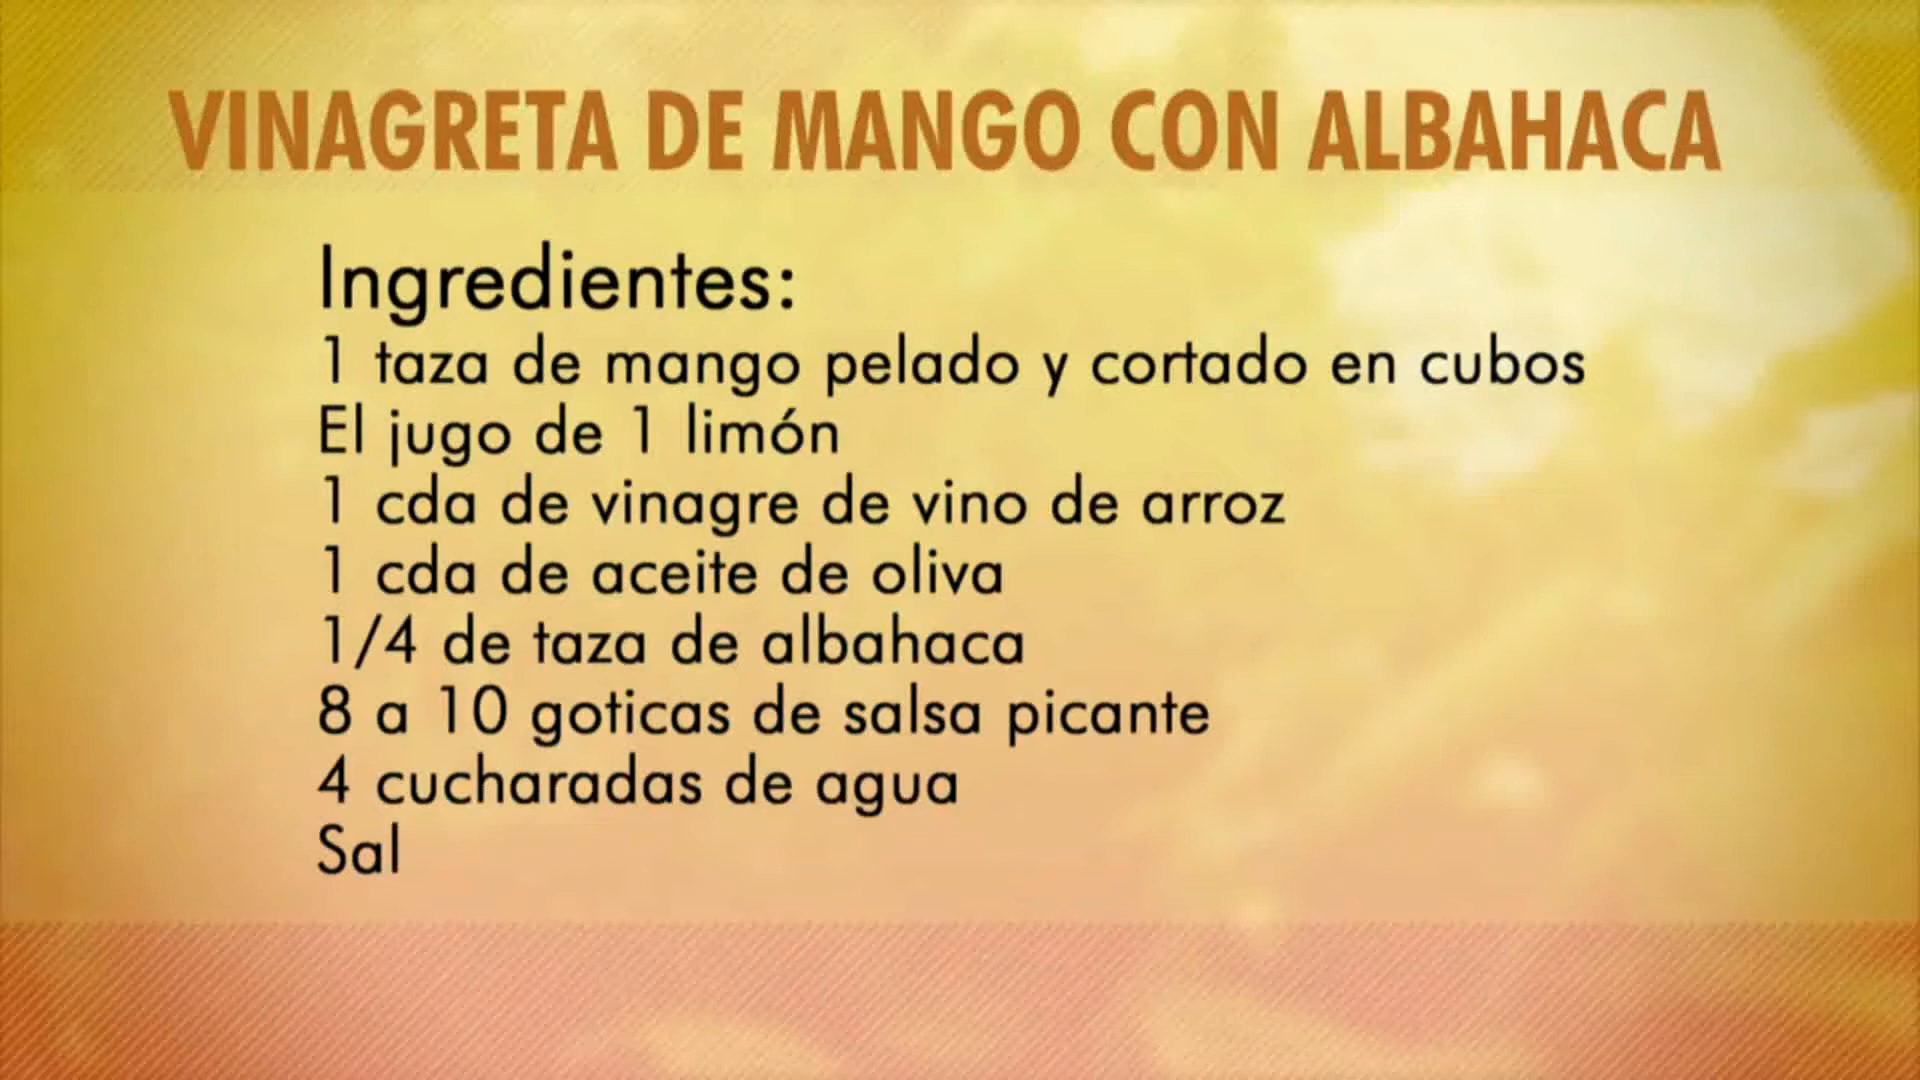 VINAGRETA DE MANGO CON ALBAHACA
Ingredientes:
1 taza de mango pelado y cortado en cubos
El jugo de 1 limón
1 cda de vinagre de vino de arroz
1 cda de aceite de oliva
1/4 de taza de albahaca
8 a 10 goticas de salsa picante
4 cucharadas de agua
Sal